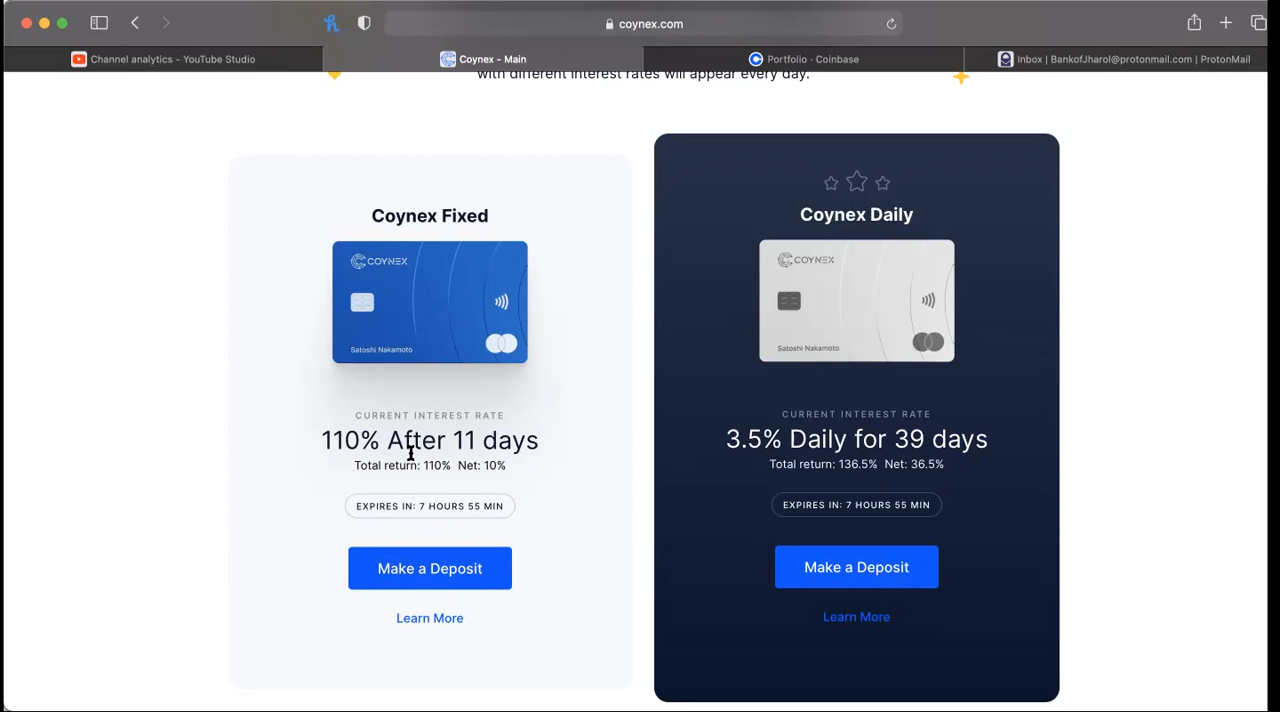 coynex.com
Channel analytics - YouTube Studio
Coynex - Main
Portfolio · Coinbase
Inbox | BankofJharol@protonmail.com | ProtonMail
with different interest rates will appear every day.
Coynex Fixed
COYNEX
Satoshi Nakamoto
CURRENT INTEREST RATE
110% After 11 days
Total return: 110% Net: 10%
EXPIRES IN: 7 HOURS 55 MIN
Make a Deposit
Learn More
Coynex Daily
COYNEX
Satoshi Nakamoto
CURRENT INTEREST RATE
3.5% Daily for 39 days
Total return: 136.5% Net: 36.5%
EXPIRES IN: 7 HOURS 55 MIN
Make a Deposit
Learn More